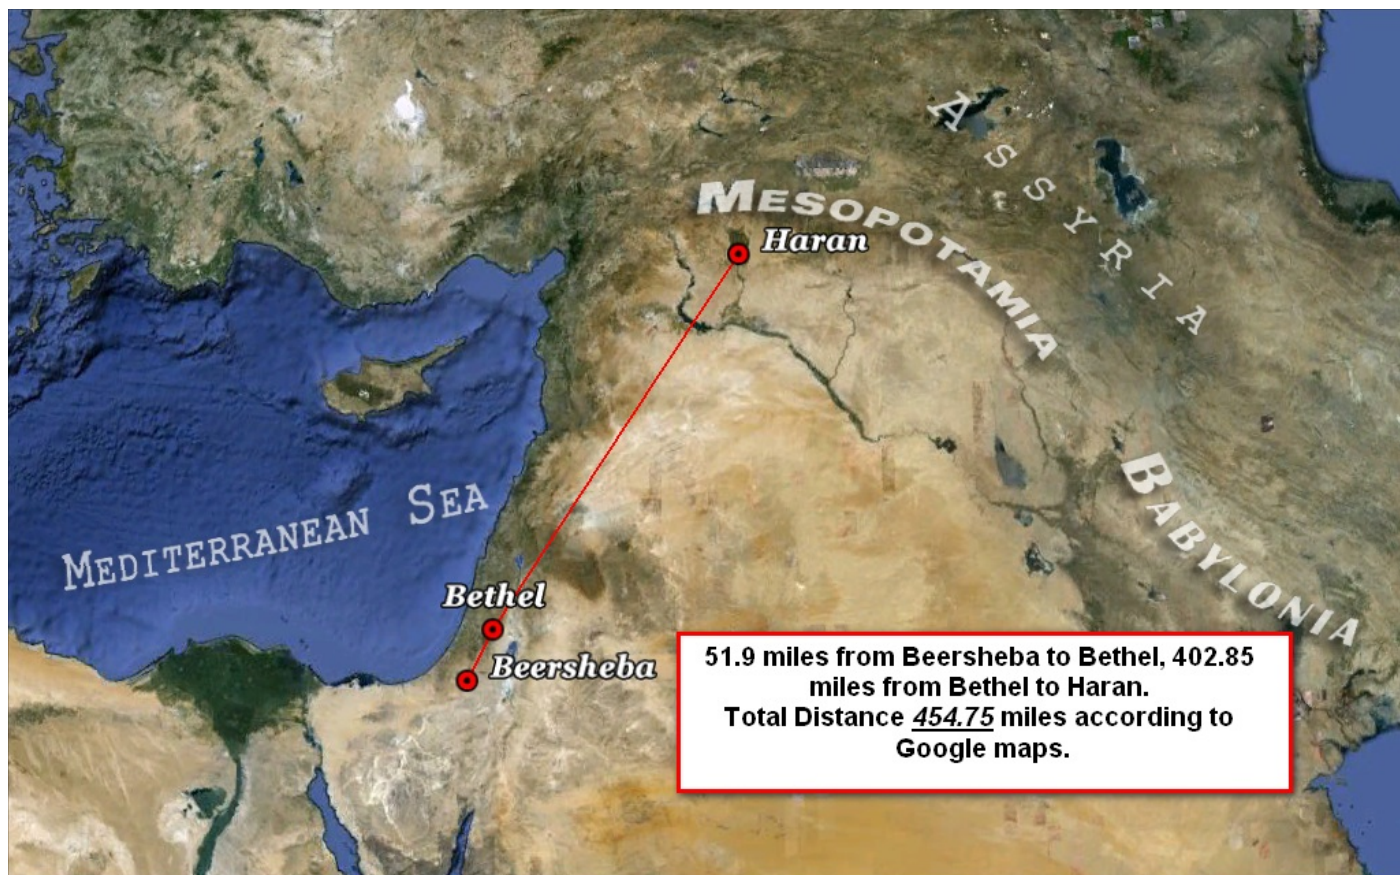 ASSYRIA
MESOPOTAMIA
Haran
MEDITERRANEAN SEA
BABYLONIA
Bethel
Beersheba
51.9 miles from Beersheba to Bethel, 402.85
miles from Bethel to Haran.
Total Distance 454.75 miles according to
Google maps.